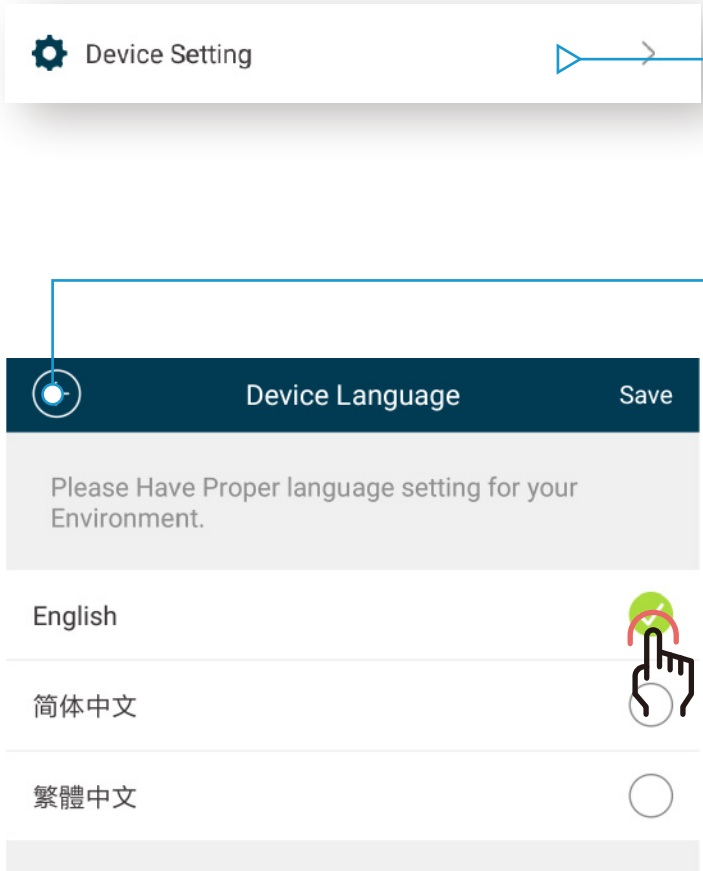 Device Setting
Device Language
Save
Please Have Proper language setting for your
Environment.
English
简体中文
繁體中文